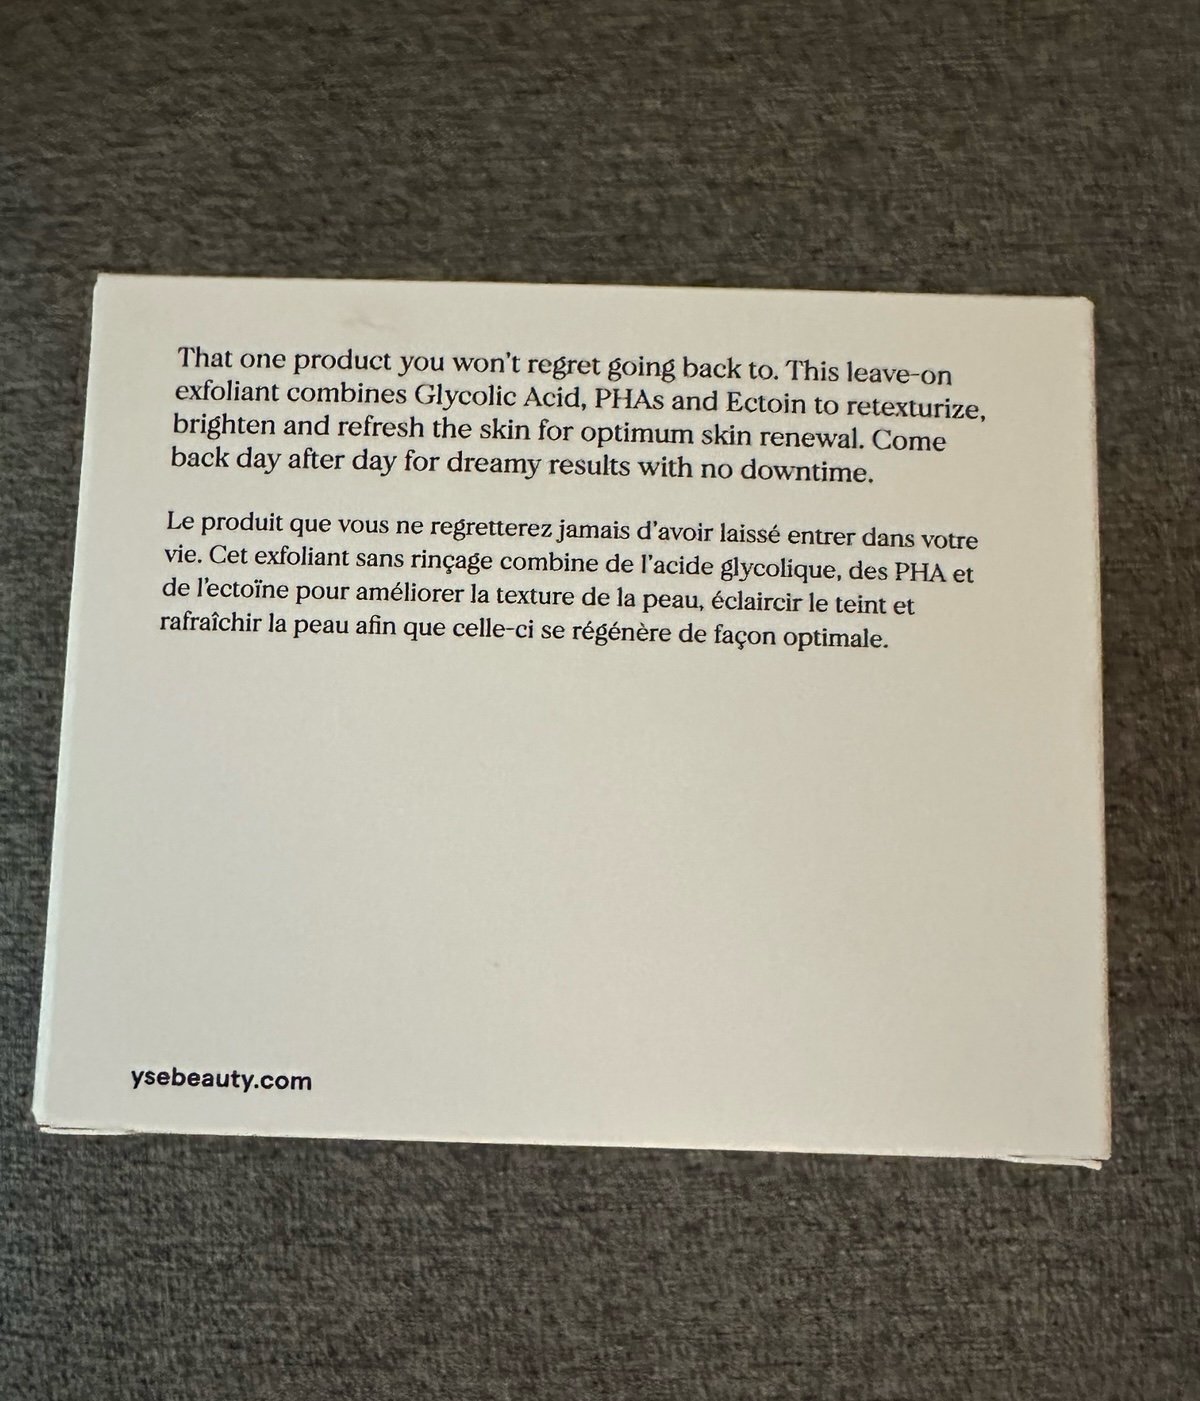 That one product you won't regret going back to. This leave-on
exfoliant combines Glycolic Acid, PHAs and Ectoin to retexturize,
brighten and refresh the skin for optimum skin renewal. Come
back day after day for dreamy results with no downtime.
Le produit que vous ne regretterez jamais d'avoir laissé entrer dans votre
vie. Cet exfoliant sans rinçage combine de l'acide glycolique, des PHA et
de l'ectoïne pour améliorer la texture de la peau, éclaircir le teint et
rafraîchir la peau afin que celle-ci se régénère de façon optimale.
ysebeauty.com